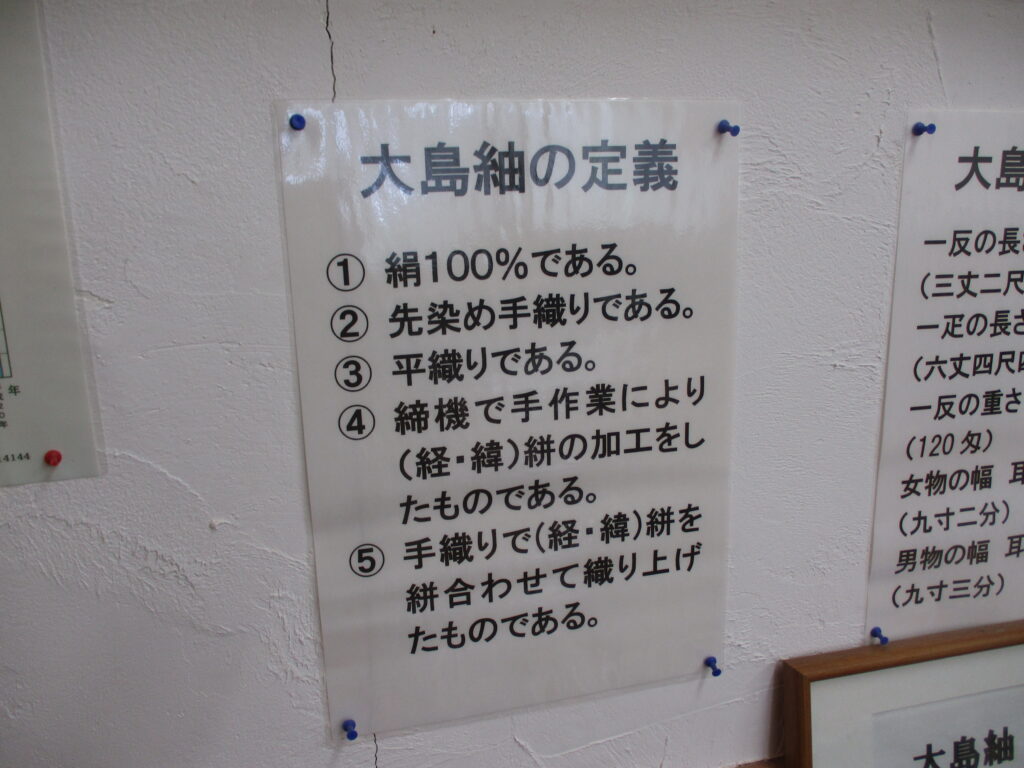 大島紬の定義
① 絹100%である。
② 先染め手織りである。
③ 平織りである。
④ 締機で手作業により
(経・緯)絣の加工をし
たものである。
⑤ 手織りで(経・緯)絣を
絣合わせて織り上げ
たものである。
大島
一反の長
(三丈二尺
一疋の長さ
(六丈四尺
一反の重さ
(120匁)
女物の幅 耳
(九寸二分)
男物の幅 耳
(九寸三分)
大島紬
年
14144